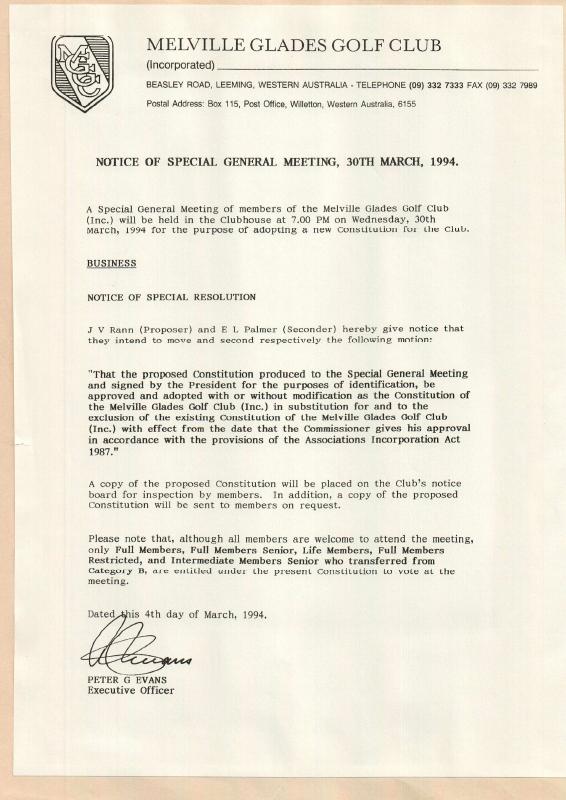 MGGC
MELVILLE GLADES GOLF CLUB
(Incorporated)
BEASLEY ROAD, LEEMING, WESTERN AUSTRALIA - TELEPHONE (09) 332 7333 FAX (09) 332 7989
Postal Address: Box 115, Post Office, Willetton, Western Australia, 6155
NOTICE OF SPECIAL GENERAL MEETING, 30TH MARCH, 1994.
A Special General Meeting of members of the Melville Glades Golf Club
(Inc.) will be held in the Clubhouse at 7.00 PM on Wednesday, 30th
March, 1994 for the purpose of adopting a new Constitution for the Club.
BUSINESS
NOTICE OF SPECIAL RESOLUTION
J V Rann (Proposer) and E L Palmer (Seconder) hereby give notice that
they intend to move and second respectively the following motion:
"That the proposed Constitution produced to the Special General Meeting
and signed by the President for the purposes of identification, be
approved and adopted with or without modification as the Constitution of
the Melville Glades Golf Club (Inc.) in substitution for and to the
exclusion of the existing Constitution of the Melville Glades Golf Club
(Inc.) with effect from the date that the Commissioner gives his approval
in accordance with the provisions of the Associations Incorporation Act
1987."
A copy of the proposed Constitution will be placed on the Club's notice
board for inspection by members. In addition, a copy of the proposed
Constitution will be sent to members on request.
Please note that, although all members are welcome to attend the meeting,
only Full Members, Full Members Senior, Life Members, Full Members
Restricted, and Intermediate Members Senior who transferred from
Category B, are entitled under the present Constitution to vote at the
meeting.
Dated this 4th day of March, 1994.
PETER G EVANS
Executive Officer